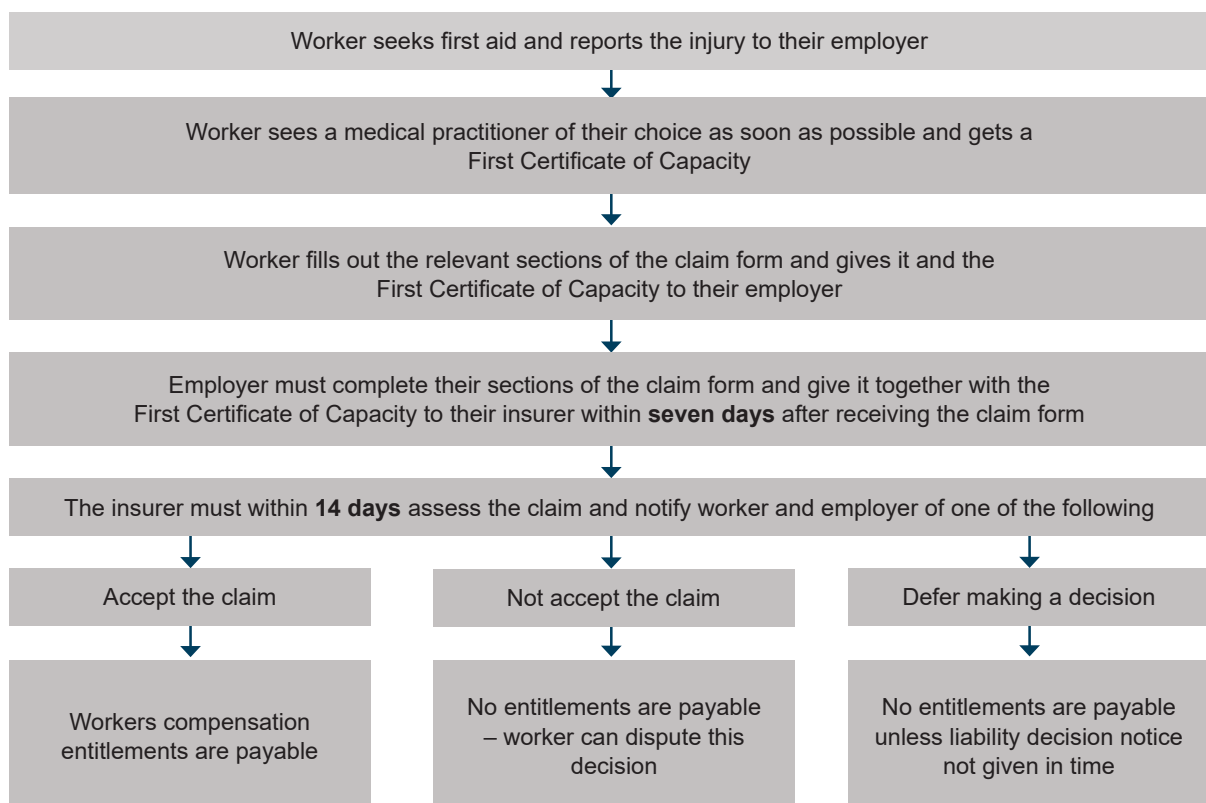 Worker seeks first aid and reports the injury to their employer
Worker sees a medical practitioner of their choice as soon as possible and gets a
First Certificate of Capacity
Worker fills out the relevant sections of the claim form and gives it and the
First Certificate of Capacity to their employer
Employer must complete their sections of the claim form and give it together with the
First Certificate of Capacity to their insurer within seven days after receiving the claim form
The insurer must within 14 days assess the claim and notify worker and employer of one of the following
Accept the claim
Not accept the claim
Defer making a decision
Workers compensation
entitlements are payable
No entitlements are payable
– worker can dispute this
decision
No entitlements are payable
unless liability decision notice
not given in time